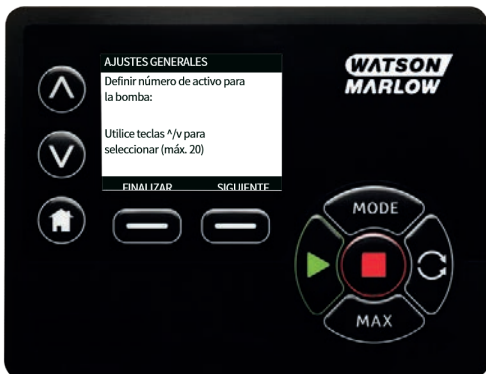 AJUSTES GENERALES
Definir número de activo para
la bomba:
Utilice teclas ^/v para
seleccionar (máx. 20)
FINALIZAR SIGUIENTE
WATSON
MARLOW
MODE
MAX